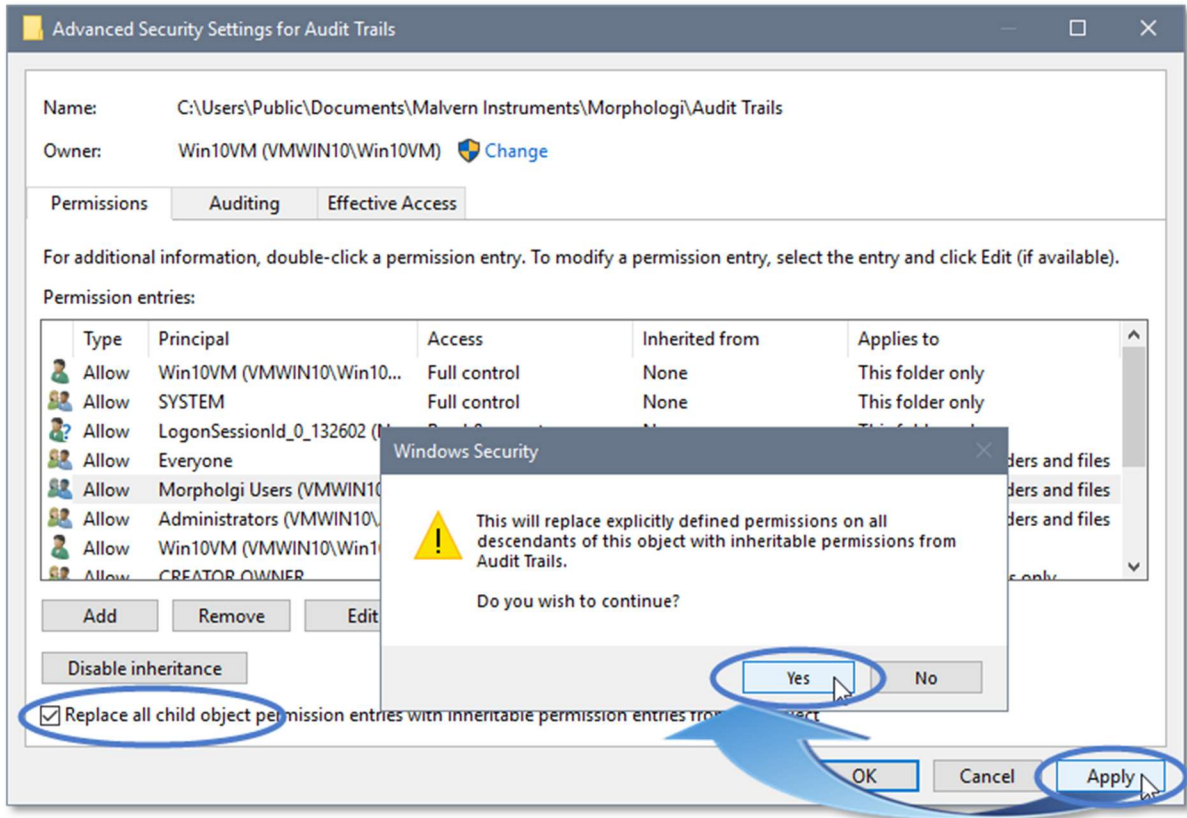 Advanced Security Settings for Audit Trails
Name: C:\Users\Public\Documents\Malvern Instruments\Morphologi\Audit Trails
Owner: Win10VM (VMWIN10\Win10VM) Change
Permissions Auditing Effective Access
For additional information, double-click a permission entry. To modify a permission entry, select the entry and click Edit (if available).
Permission entries:
Type Principal Access Inherited from Applies to
Allow Win10VM (VMWIN10\Win10... Full control None This folder only
Allow SYSTEM Full control None This folder only
Allow LogonSessionId_0_132602 (
Allow Everyone ders and files
Allow Morpholgi Users (VMWIN10 ders and files
Allow Administrators (VMWIN10\ ders and files
Allow Win10VM (VMWIN10\Win1
Allow CREATOR OWNER s only
Windows Security
This will replace explicitly defined permissions on all
descendants of this object with inheritable permissions from
Audit Trails.
Do you wish to continue?
Yes No
Add Remove Edit
Disable inheritance
Replace all child object permission entries with inheritable permission entries from ject
OK Cancel Apply